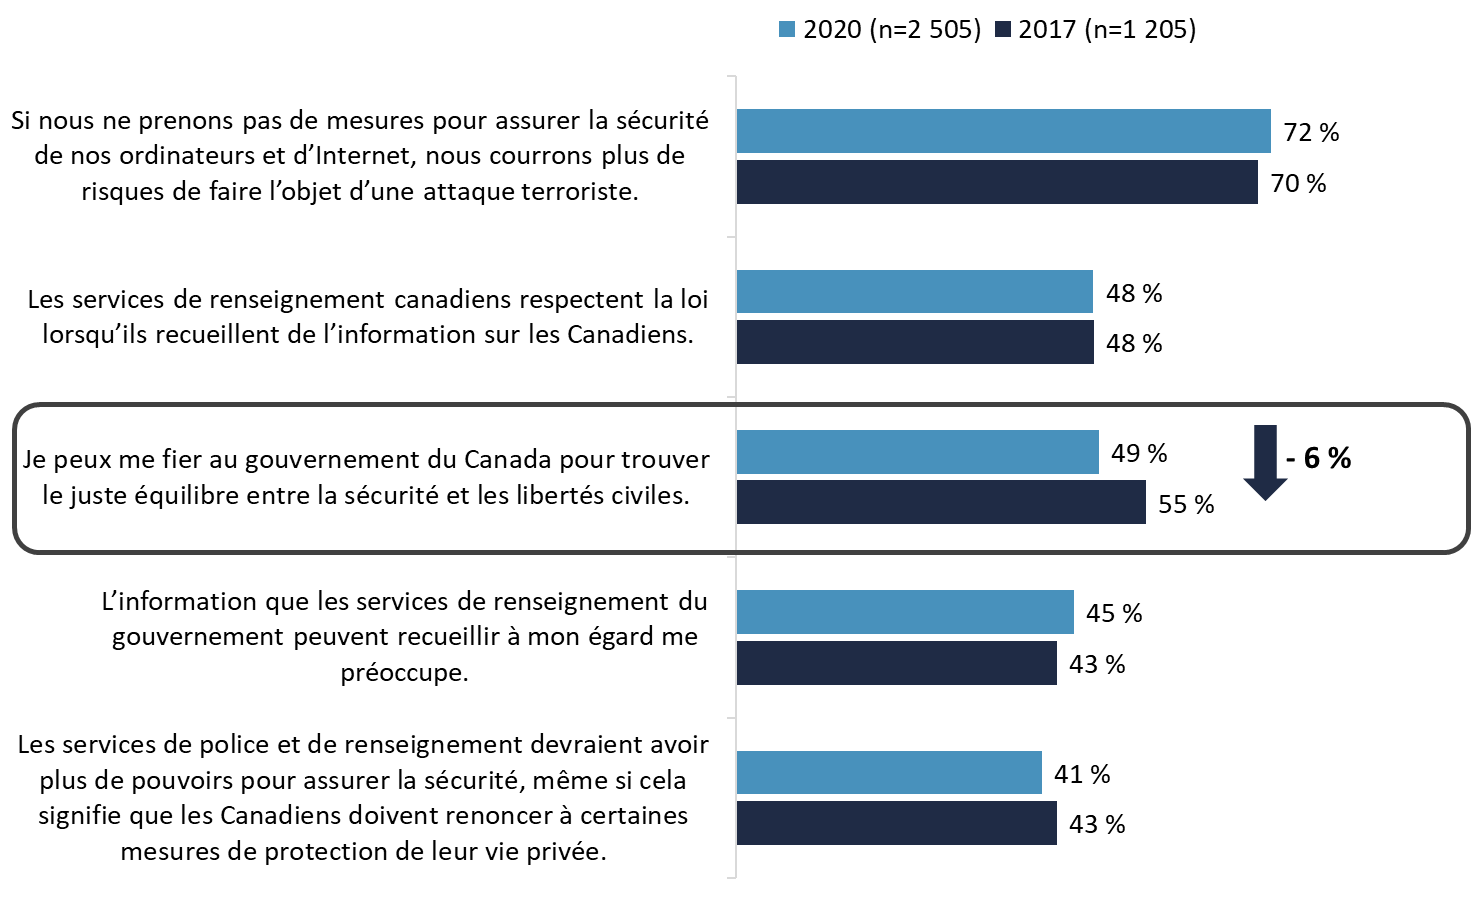 2020 (n=2 505) 2017 (n=1 205)
Si nous ne prenons pas de mesures pour assurer la sécurité
de nos ordinateurs et d’Internet, nous courrons plus de
risques de faire l’objet d’une attaque terroriste.
72 %
70 %
Les services de renseignement canadiens respectent la loi
lorsqu’ils recueillent de l’information sur les Canadiens.
48 %
48 %
Je peux me fier au gouvernement du Canada pour trouver
le juste équilibre entre la sécurité et les libertés civiles.
49 %
55 %
- 6 %
L’information que les services de renseignement du
gouvernement peuvent recueillir à mon égard me
préoccupe.
45 %
43 %
Les services de police et de renseignement devraient avoir
plus de pouvoirs pour assurer la sécurité, même si cela
signifie que les Canadiens doivent renoncer à certaines
mesures de protection de leur vie privée.
41 %
43 %